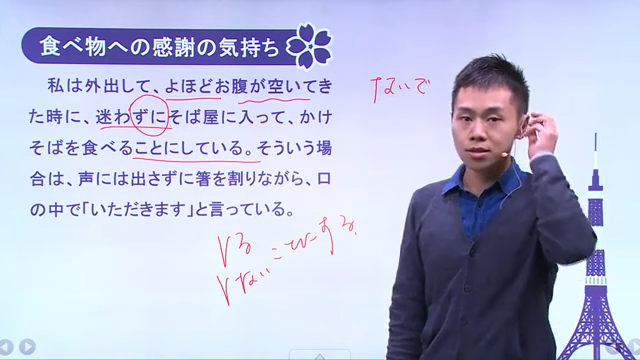 食べ物への感謝の気持ち
私は外出して、よほどお腹が空いてき
た時に、迷わずにそば屋に入って、かけ
そばを食べることにしている。そういう場
合は、声には出さずに箸を割りながら、口
の中で「いただきます」と言っている。
ないで
Vる
Vない ことにする